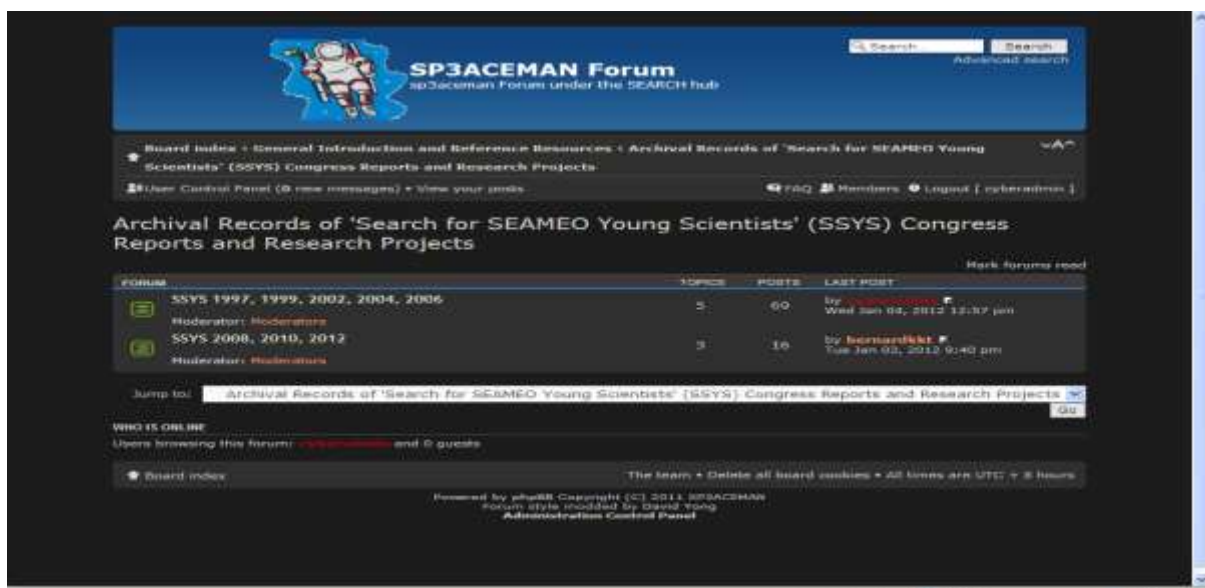 Search Search
Advanced search
SP3ACEMAN Forum
sp3aceman Forum under the SEARCH hub
Board index ‹ General Introduction and Reference Resources ‹ Archival Records of 'Search for SEAMEO Young
Scientists' (SSYS) Congress Reports and Research Projects
User Control Panel (0 new messages) • View your posts
FAQ Members Logout [ cyberadmin ]
Archival Records of 'Search for SEAMEO Young Scientists' (SSYS) Congress
Reports and Research Projects
Mark forums read
FORUM TOPICS POSTS LAST POST
SSYS 1997, 1999, 2002, 2004, 2006 5 69 by
Moderator: Moderators Wed Jan 04, 2012 12:57 pm
SSYS 2008, 2010, 2012 3 16 by bernardkkt
Moderator: Moderators Tue Jan 03, 2012 9:40 pm
Jump to: Archival Records of 'Search for SEAMEO Young Scientists' (SSYS) Congress Reports and Research Projects
Go
WHO IS ONLINE
Users browsing this forum: and 0 guests
Board index The team • Delete all board cookies • All times are UTC + 8 hours
Powered by phpBB Copyright (C) 2011 SP3ACEMAN
Forum style modded by David Yong
Administration Control Panel